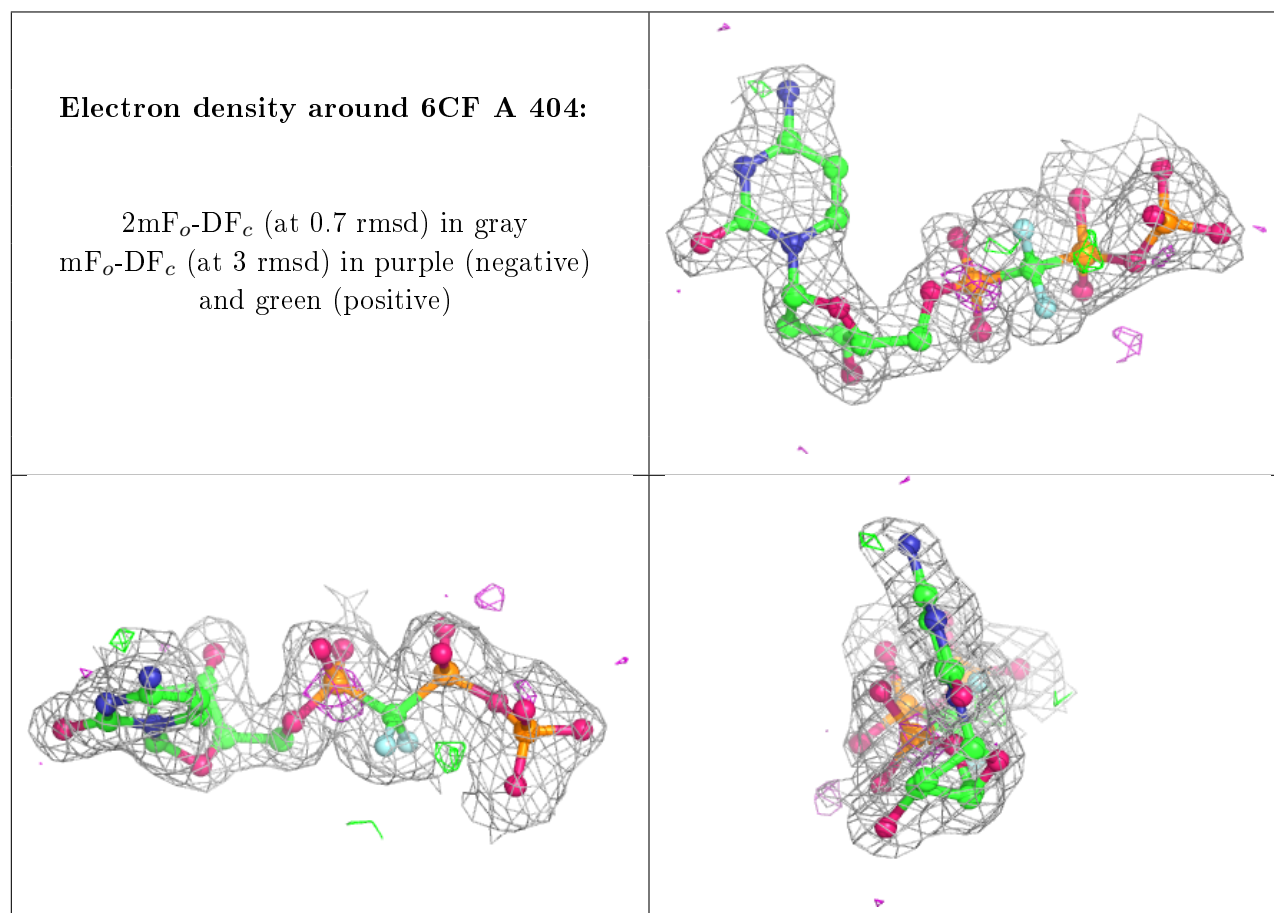 Electron density around 6CF A 404:
2mFo-DFc (at 0.7 rmsd) in gray
mFo-DFc (at 3 rmsd) in purple (negative)
and green (positive)